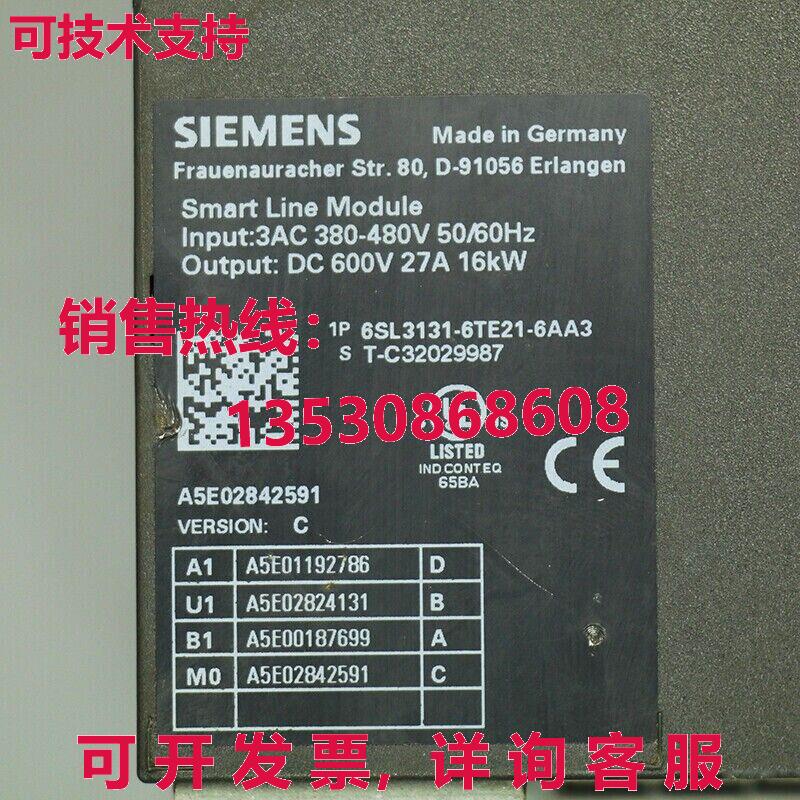 可技术支持
SIEMENS Made in Germany
Frauenauracher Str. 80, D-91056 Erlangen
Smart Line Module
Input:3AC 380-480V 50/60Hz
Output: DC 600V 27A 16kW
销售热线:
1P 6SL3131-6TE21-6AA3
S T-C32029987
13530868608
LISTED
IND CONT EQ
65BA
CE
A5E02842591
VERSION: C
A1 A5E01192786 D
U1 A5E02824131 B
B1 A5E00187699 A
M0 A5E02842591 C
可开发票, 详询客服